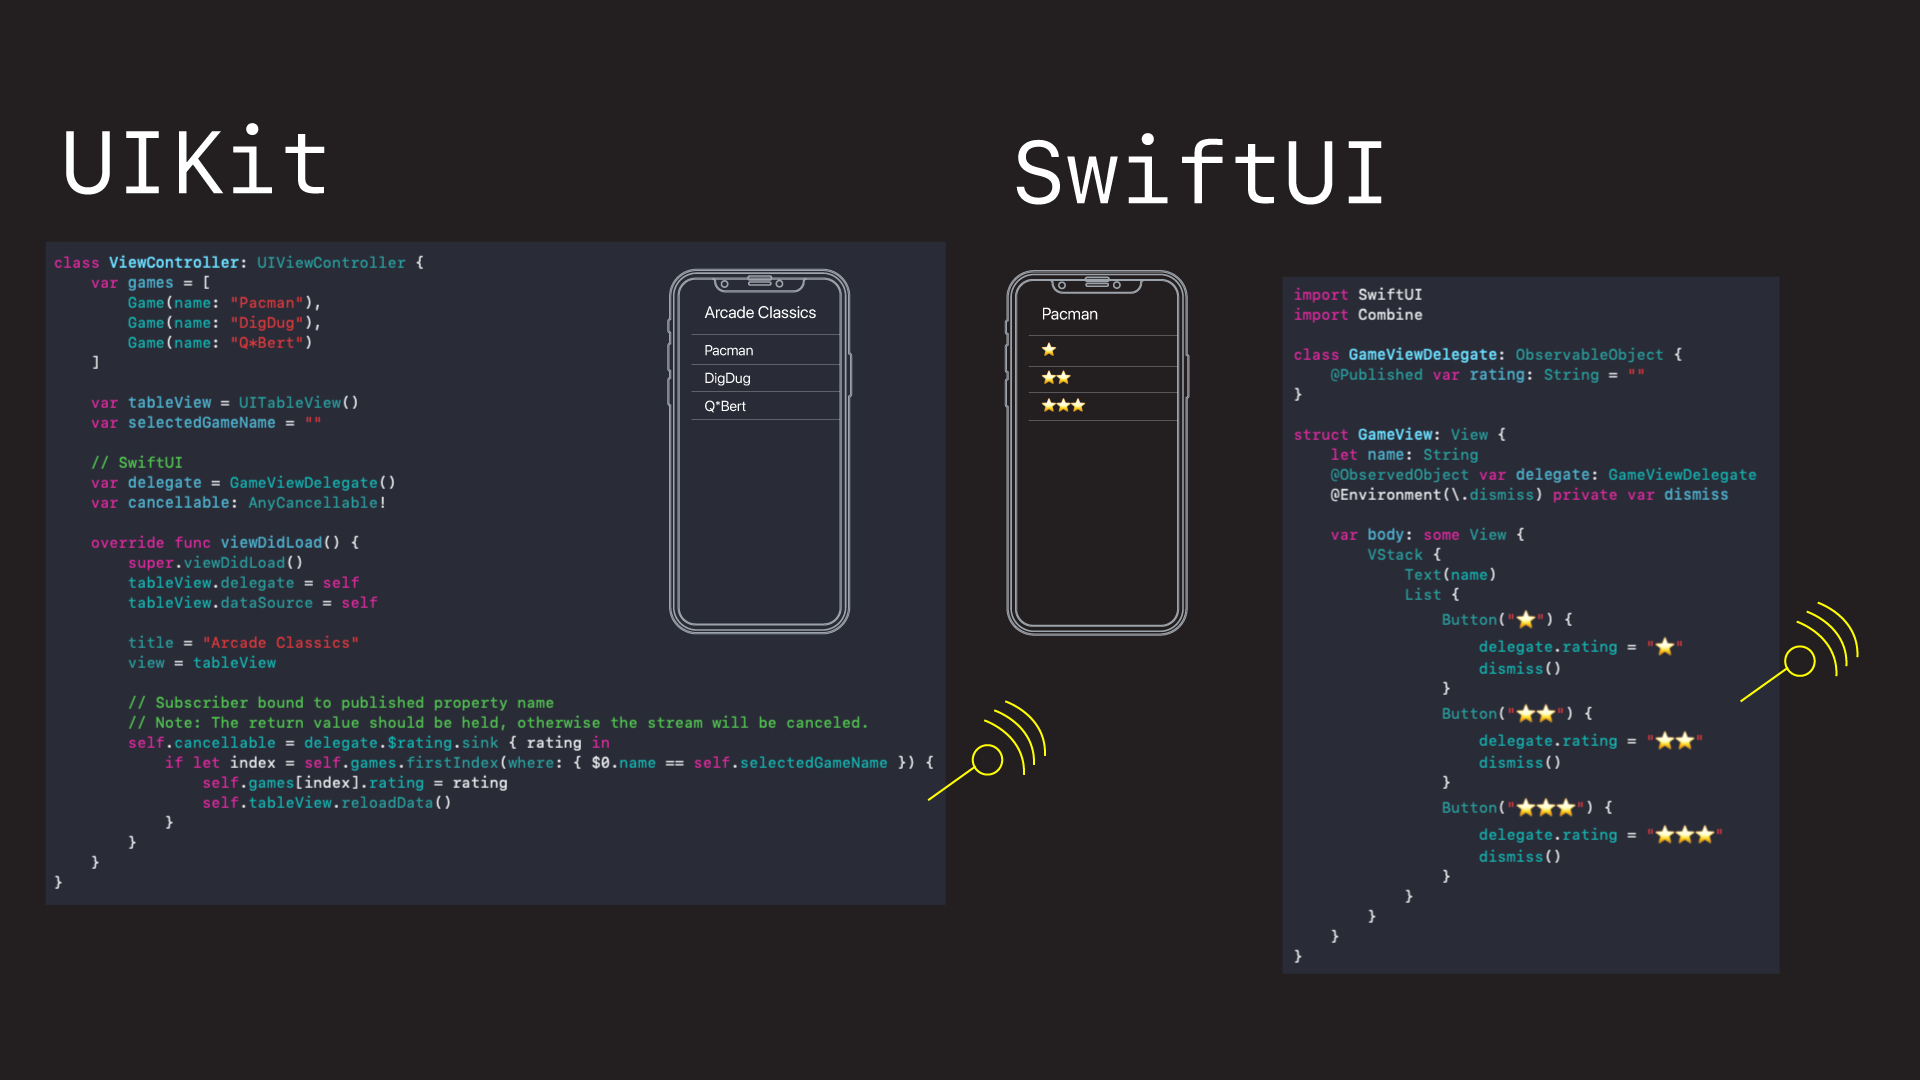 UIKit
class ViewController: UIViewController {
var games = [
Game(name: "Pacman"),
Game(name: "DigDug"),
Game(name: "Q*Bert")
]
var tableView = UITableView()
var selectedGameName = ""
// SwiftUI
var delegate = GameViewDelegate()
var cancellable: AnyCancellable!
override func viewDidLoad() {
super.viewDidLoad()
tableView.delegate = self
tableView.dataSource = self
title = "Arcade Classics"
view = tableView
// Subscriber bound to published property name
// Note: The return value should be held, otherwise the stream will be canceled.
self.cancellable = delegate.$rating.sink { rating in
if let index = self.games.firstIndex(where: { $0.name == self.selectedGameName }) {
self.games[index].rating = rating
self.tableView.reloadData()
}
}
}
}
Arcade Classics
Pacman
DigDug
Q*Bert
SwiftUI
Pacman
⭐
⭐⭐
⭐⭐⭐
import SwiftUI
import Combine
class GameViewDelegate: ObservableObject {
@Published var rating: String = ""
}
struct GameView: View {
let name: String
@ObservedObject var delegate: GameViewDelegate
@Environment(\.dismiss) private var dismiss
var body: some View {
VStack {
Text(name)
List {
Button("⭐") {
delegate.rating = "⭐"
dismiss()
}
Button("⭐⭐") {
delegate.rating = "⭐⭐"
dismiss()
}
Button("⭐⭐⭐") {
delegate.rating = "⭐⭐⭐"
dismiss()
}
}
}
}
}